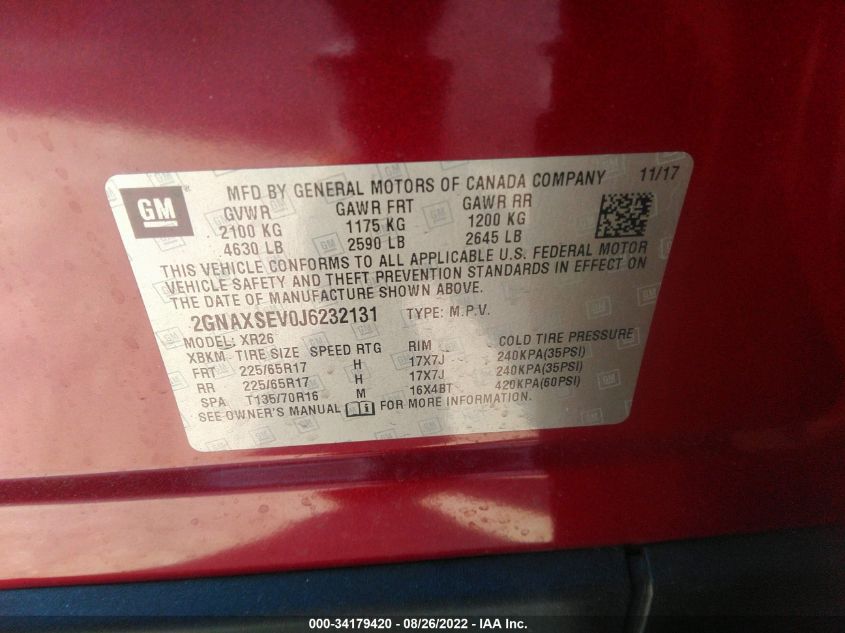 GM
MFD BY GENERAL MOTORS OF CANADA COMPANY 11/17
GVWR GAWR FRT GAWR RR
2100 KG 1175 KG 1200 KG
4630 LB 2590 LB 2645 LB
THIS VEHICLE CONFORMS TO ALL APPLICABLE U.S. FEDERAL MOTOR
VEHICLE SAFETY AND THEFT PREVENTION STANDARDS IN EFFECT ON
THE DATE OF MANUFACTURE SHOWN ABOVE.
2GNAXSEV0J6232131 TYPE: M.P.V.
MODEL: XR26
XBKM TIRE SIZE SPEED RTG RIM COLD TIRE PRESSURE
FRT 225/65R17 H 17X7J 240KPA(35PSI)
RR 225/65R17 H 17X7J 240KPA(35PSI)
SPA T135/70R16 M 16X4BT 420KPA(60PSI)
SEE OWNER'S MANUAL FOR MORE INFORMATION.
000-34179420 - 08/26/2022 - IAA Inc.